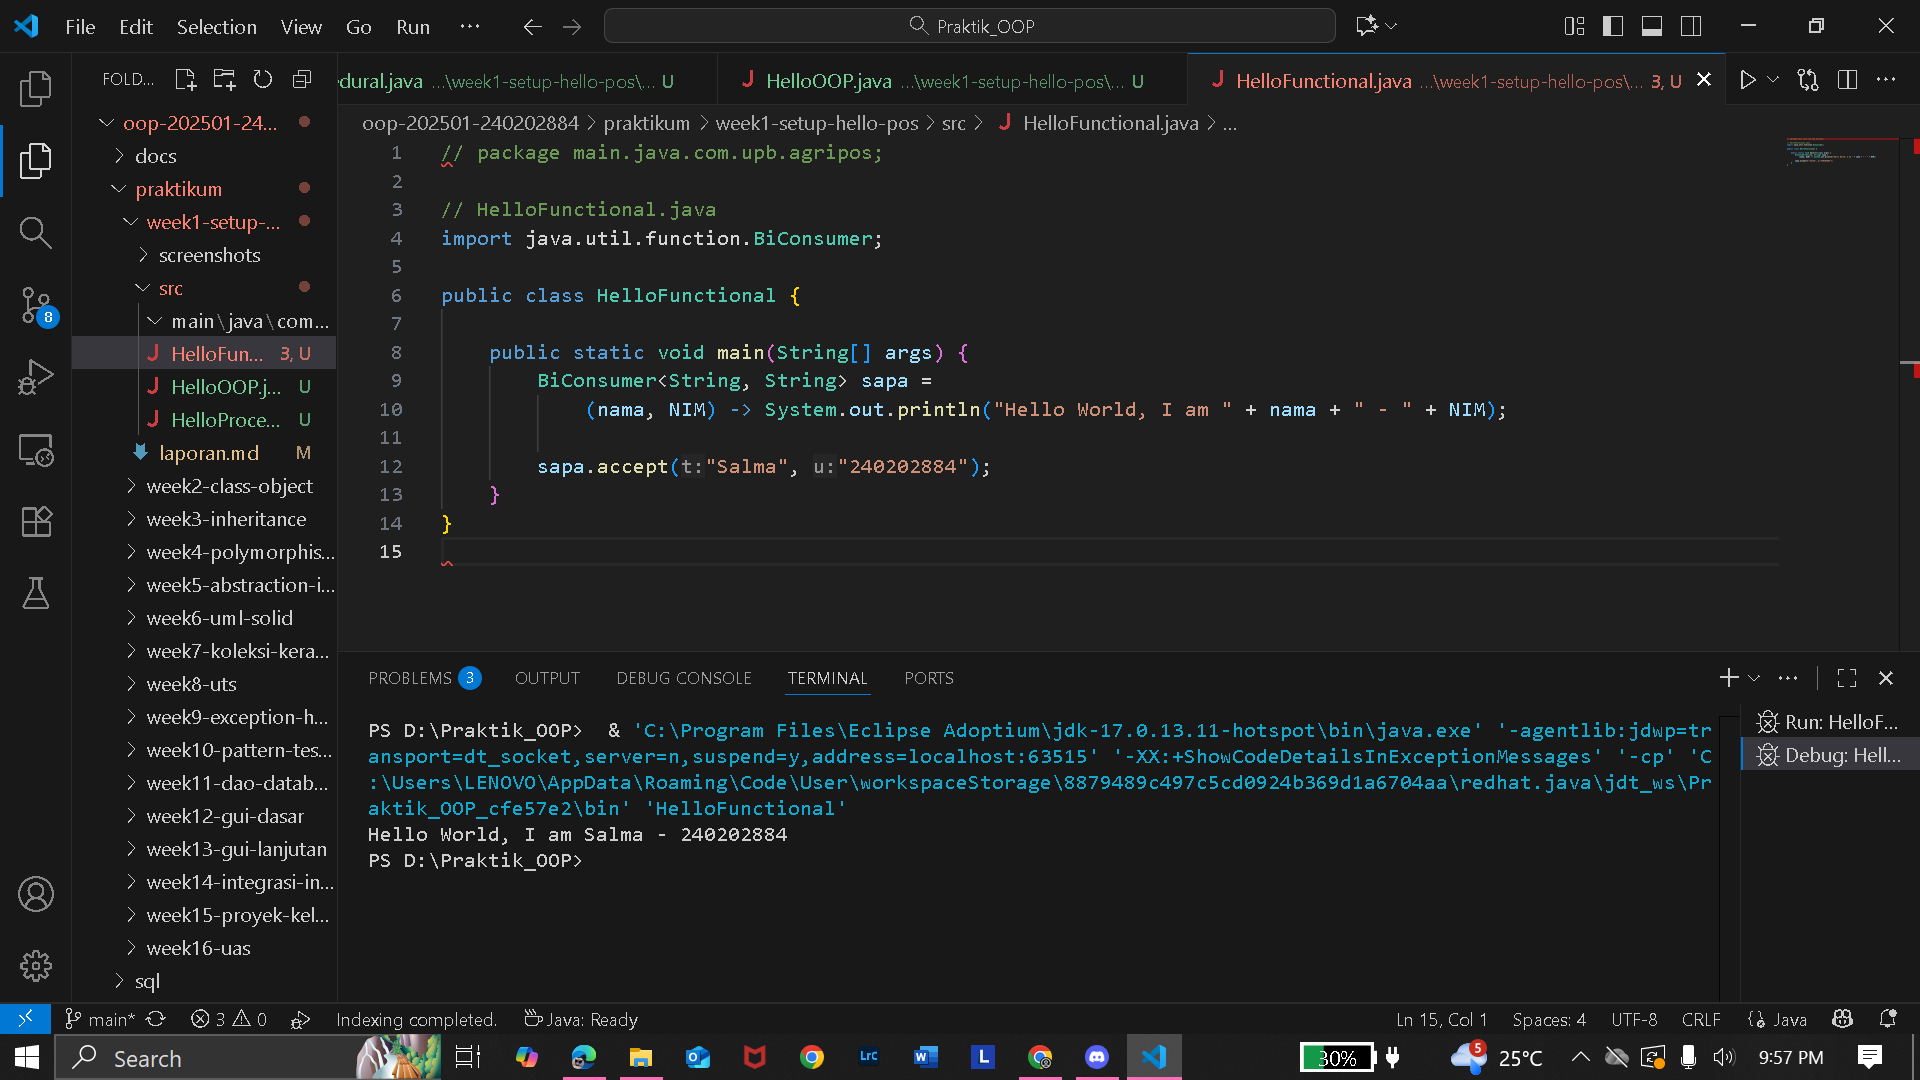 File Edit Selection View Go Run ··· Praktik_OOP
FOLD...
edural.java ...\week1-setup-hello-pos\... U
HelloOOP.java ...\week1-setup-hello-pos\... U
HelloFunctional.java ...\week1-setup-hello-pos\... 3, U
oop-202501-240202884 > praktikum > week1-setup-hello-pos > src > HelloFunctional.java > ...
oop-202501-24...
docs
praktikum
week1-setup-...
screenshots
src
main\java\com...
HelloFun... 3, U
HelloOOP.j... U
HelloProce... U
laporan.md M
week2-class-object
week3-inheritance
week4-polymorphis...
week5-abstraction-i...
week6-uml-solid
week7-koleksi-kera...
week8-uts
week9-exception-h...
week10-pattern-tes...
week11-dao-datab...
week12-gui-dasar
week13-gui-lanjutan
week14-integrasi-in...
week15-proyek-kel...
week16-uas
sql
8
1 // package main.java.com.upb.agripos;
2
3 // HelloFunctional.java
4 import java.util.function.BiConsumer;
5
6 public class HelloFunctional {
7
8 public static void main(String[] args) {
9 BiConsumer<String, String> sapa =
10 (nama, NIM) -> System.out.println("Hello World, I am " + nama + " - " + NIM);
11
12 sapa.accept(t:"Salma", u:"240202884");
13 }
14 }
15
PROBLEMS 3 OUTPUT DEBUG CONSOLE TERMINAL PORTS
PS D:\Praktik_OOP>  & 'C:\Program Files\Eclipse Adoptium\jdk-17.0.13.11-hotspot\bin\java.exe' '-agentlib:jdwp=tr
ansport=dt_socket,server=n,suspend=y,address=localhost:63515' '-XX:+ShowCodeDetailsInExceptionMessages' '-cp' 'C
:\Users\LENOVO\AppData\Roaming\Code\User\workspaceStorage\8879489c497c5cd0924b369d1a6704aa\redhat.java\jdt_ws\Pr
aktik_OOP_cfe57e2\bin' 'HelloFunctional'
Hello World, I am Salma - 240202884
PS D:\Praktik_OOP>
Run: HelloF...
Debug: Hell...
main* 3 0 Indexing completed. Java: Ready Ln 15, Col 1 Spaces: 4 UTF-8 CRLF Java
Search Lrc L 30% 5 25°C 9:57 PM